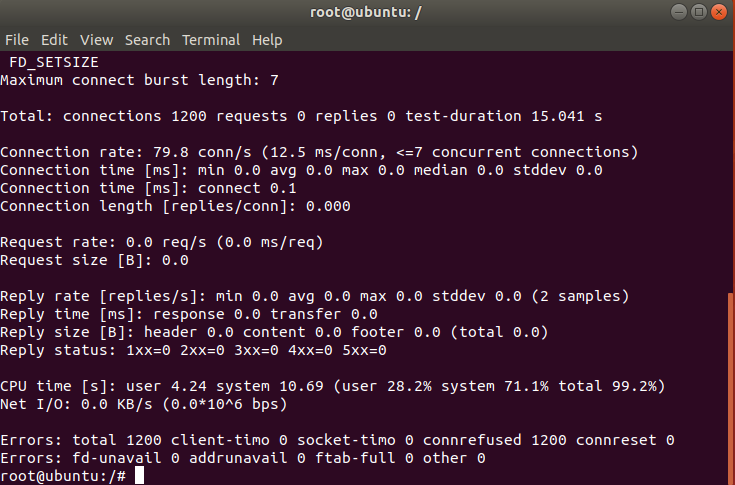 root@ubuntu: /
File Edit View Search Terminal Help
FD_SETSIZE
Maximum connect burst length: 7
Total: connections 1200 requests 0 replies 0 test-duration 15.041 s
Connection rate: 79.8 conn/s (12.5 ms/conn, <=7 concurrent connections)
Connection time [ms]: min 0.0 avg 0.0 max 0.0 median 0.0 stddev 0.0
Connection time [ms]: connect 0.1
Connection length [replies/conn]: 0.000
Request rate: 0.0 req/s (0.0 ms/req)
Request size [B]: 0.0
Reply rate [replies/s]: min 0.0 avg 0.0 max 0.0 stddev 0.0 (2 samples)
Reply time [ms]: response 0.0 transfer 0.0
Reply size [B]: header 0.0 content 0.0 footer 0.0 (total 0.0)
Reply status: 1xx=0 2xx=0 3xx=0 4xx=0 5xx=0
CPU time [s]: user 4.24 system 10.69 (user 28.2% system 71.1% total 99.2%)
Net I/O: 0.0 KB/s (0.0*10^6 bps)
Errors: total 1200 client-timo 0 socket-timo 0 connrefused 1200 connreset 0
Errors: fd-unavail 0 addrunavail 0 ftab-full 0 other 0
root@ubuntu:/#